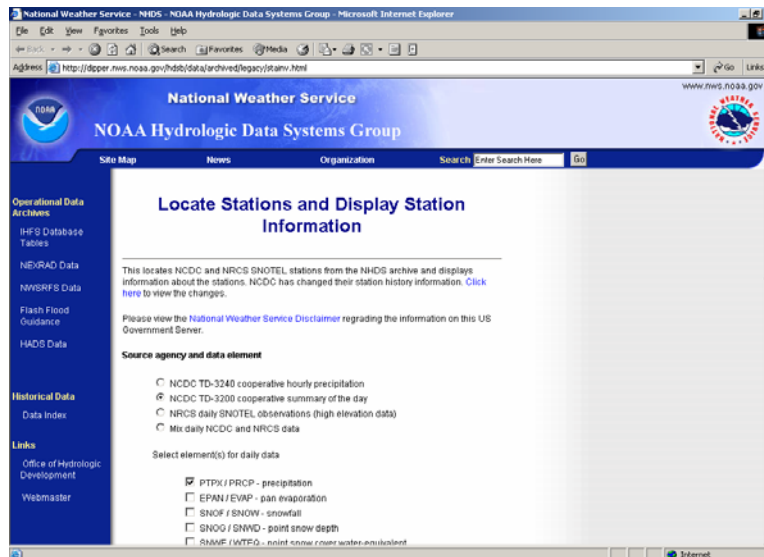 National Weather Service - NHDS - NOAA Hydrologic Data Systems Group - Microsoft Internet Explorer
File Edit View Favorites Tools Help
Back Search Favorites Media
Address http://dipper.nws.noaa.gov/hdsb/data/archived/legacy/stainv.html Go Links
www.nws.noaa.gov
NOAA
National Weather Service
NOAA Hydrologic Data Systems Group
Site Map News Organization Search Enter Search Here Go
Operational Data
Archives
IHFS Database
Tables
NEXRAD Data
NWSRFS Data
Flash Flood
Guidance
HADS Data
Historical Data
Data Index
Links
Office of Hydrologic
Development
Webmaster
Locate Stations and Display Station
Information
This locates NCDC and NRCS SNOTEL stations from the NHDS archive and displays
information about the stations. NCDC has changed their station history information. Click
here to view the changes.
Please view the National Weather Service Disclaimer regrading the information on this US
Government Server.
Source agency and data element
NCDC TD-3240 cooperative hourly precipitation
NCDC TD-3200 cooperative summary of the day
NRCS daily SNOTEL observations (high elevation data)
Mix daily NCDC and NRCS data
Select element(s) for daily data
PTPX / PRCP - precipitation
EPAN / EVAP - pan evaporation
SNOF / SNOW - snowfall
SNOG / SNWD - point snow depth
SNWE / WTEQ - point snow cover water-equivalent
Internet